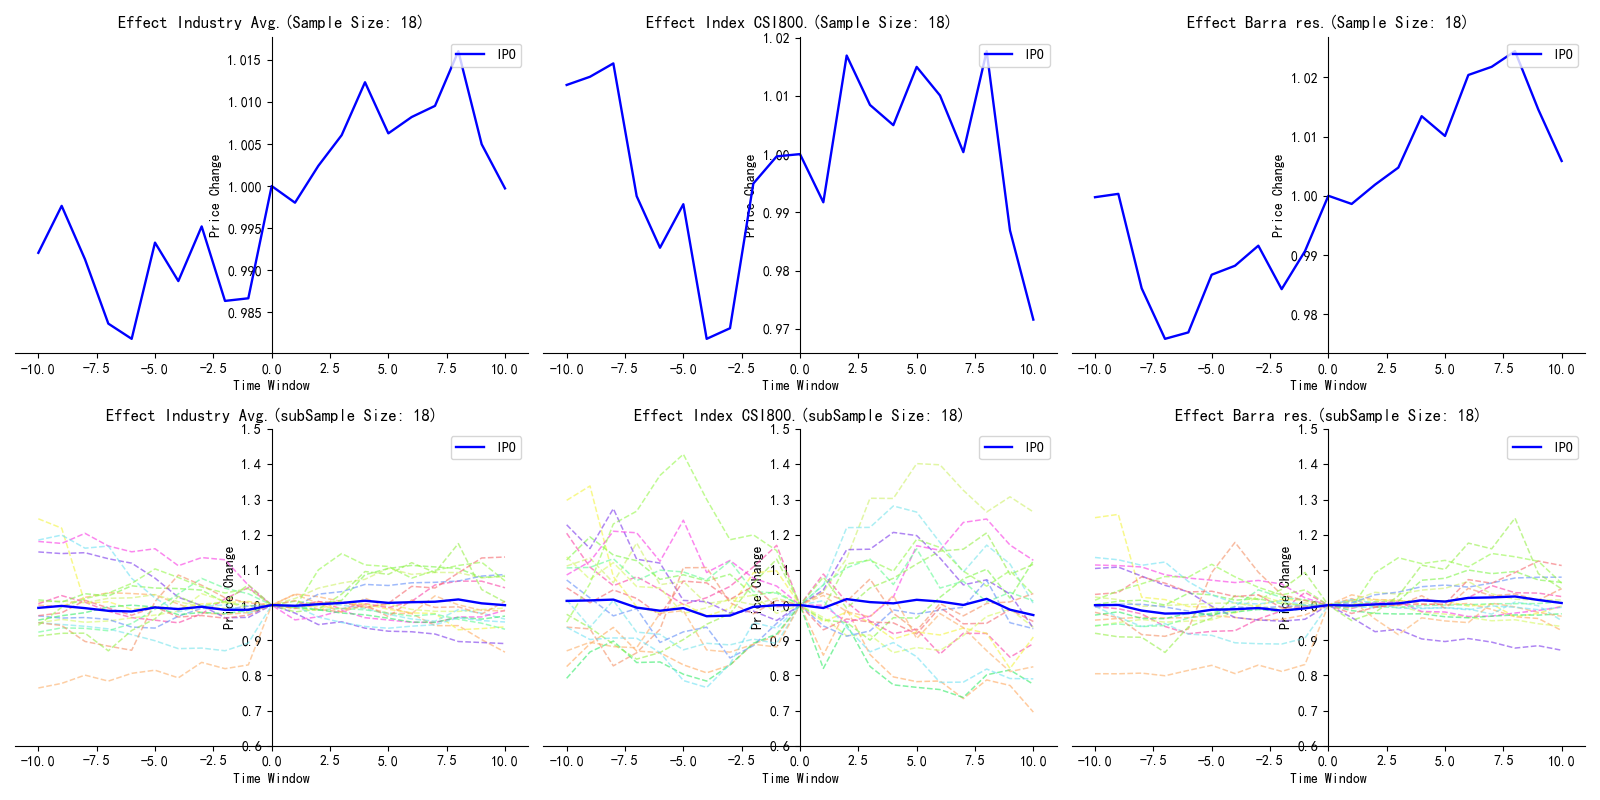 Effect Industry Avg.(Sample Size: 18)
IPO
1.015
1.010
1.005
1.000
0.995
0.990
0.985
Price Change
-10.0 -7.5 -5.0 -2.5 0.0 2.5 5.0 7.5 10.0
Time Window
Effect Index CSI800.(Sample Size: 18)
IPO
1.02
1.01
1.00
0.99
0.98
0.97
Price Change
-10.0 -7.5 -5.0 -2.5 0.0 2.5 5.0 7.5 10.0
Time Window
Effect Barra res.(Sample Size: 18)
IPO
1.02
1.01
1.00
0.99
0.98
Price Change
-10.0 -7.5 -5.0 -2.5 0.0 2.5 5.0 7.5 10.0
Time Window
Effect Industry Avg.(subSample Size: 18)
IPO
1.5
1.4
1.3
1.2
1.1
1.0
0.9
0.8
0.7
0.6
Price Change
-10.0 -7.5 -5.0 -2.5 0.0 2.5 5.0 7.5 10.0
Time Window
Effect Index CSI800.(subSample Size: 18)
IPO
1.5
1.4
1.3
1.2
1.1
1.0
0.9
0.8
0.7
0.6
Price Change
-10.0 -7.5 -5.0 -2.5 0.0 2.5 5.0 7.5 10.0
Time Window
Effect Barra res.(subSample Size: 18)
IPO
1.5
1.4
1.3
1.2
1.1
1.0
0.9
0.8
0.7
0.6
Price Change
-10.0 -7.5 -5.0 -2.5 0.0 2.5 5.0 7.5 10.0
Time Window